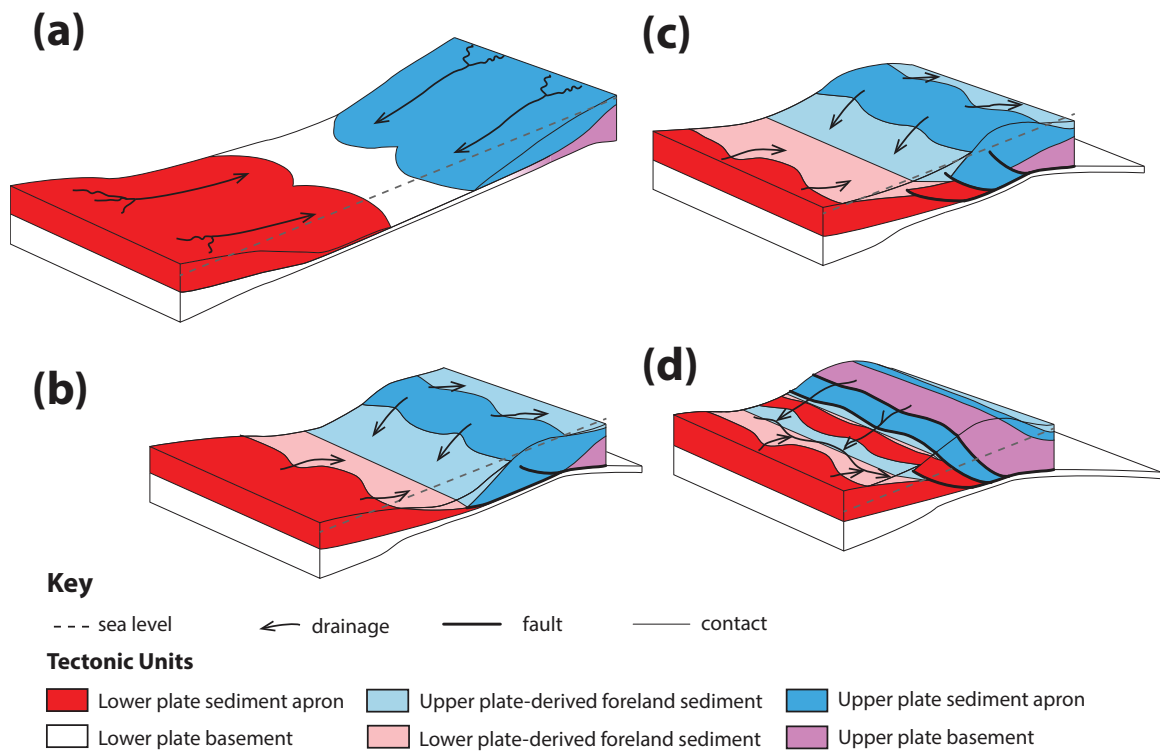 (a)
(c)
(b)
(d)
Key
sea level
drainage
fault
contact
Tectonic Units
Lower plate sediment apron
Upper plate-derived foreland sediment
Upper plate sediment apron
Lower plate basement
Lower plate-derived foreland sediment
Upper plate basement